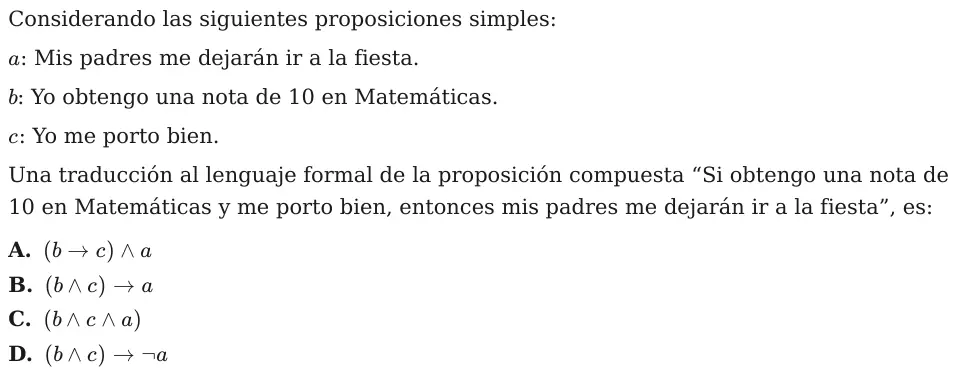 Considerando las siguientes proposiciones simples:
a: Mis padres me dejarán ir a la fiesta.
b: Yo obtengo una nota de 10 en Matemáticas.
c: Yo me porto bien.
Una traducción al lenguaje formal de la proposición compuesta “Si obtengo una nota de
10 en Matemáticas y me porto bien, entonces mis padres me dejarán ir a la fiesta”, es:
A. (b → c) ∧ a
B. (b ∧ c) → a
C. (b ∧ c ∧ a)
D. (b ∧ c) → ¬a